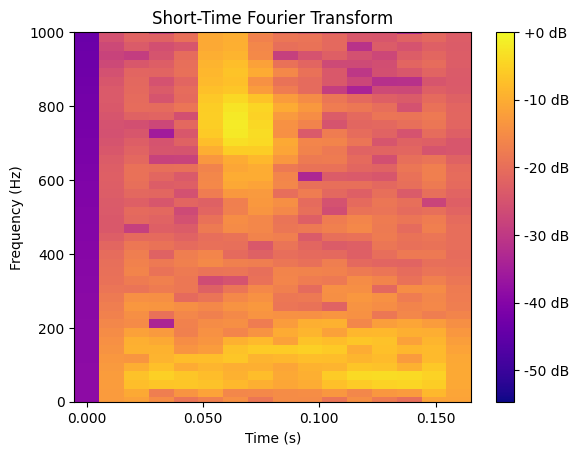 Short-Time Fourier Transform
1000
800
600
400
200
0
Frequency (Hz)
0.000
0.050
0.100
0.150
Time (s)
+0 dB
-10 dB
-20 dB
-30 dB
-40 dB
-50 dB